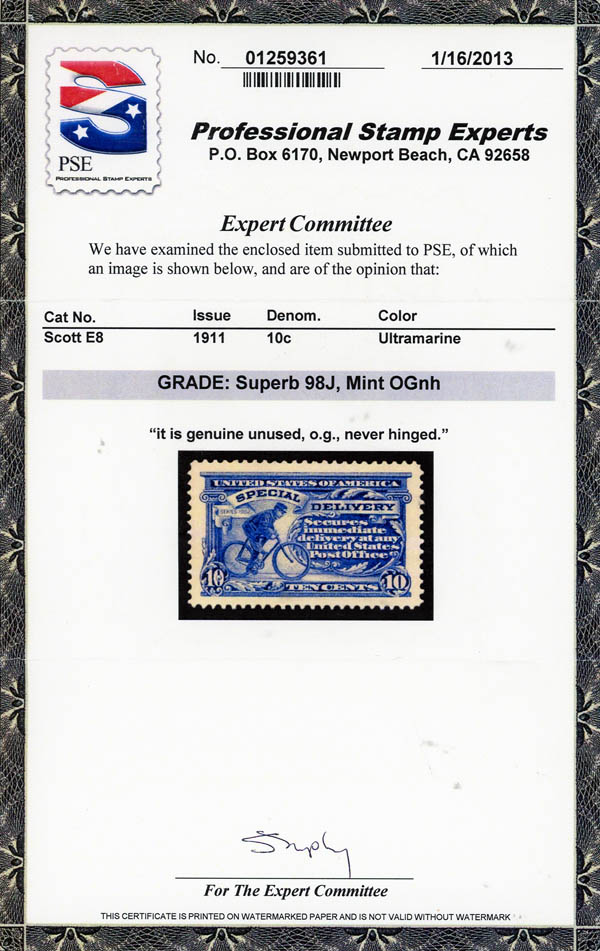 No. 01259361 1/16/2013
PSE
PROFESSIONAL STAMP EXPERTS
Professional Stamp Experts
P.O. Box 6170, Newport Beach, CA 92658
Expert Committee
We have examined the enclosed item submitted to PSE, of which
an image is shown below, and are of the opinion that:
Cat No. Issue Denom. Color
Scott E8 1911 10c Ultramarine
GRADE: Superb 98J, Mint OGnh
“it is genuine unused, o.g., never hinged.”
UNITED STATES OF AMERICA
SPECIAL DELIVERY
SERIES 1902
Secures
immediate
delivery at any
United States
Post Office
10 TEN CENTS 10
For The Expert Committee
THIS CERTIFICATE IS PRINTED ON WATERMARKED PAPER AND IS NOT VALID WITHOUT WATERMARK